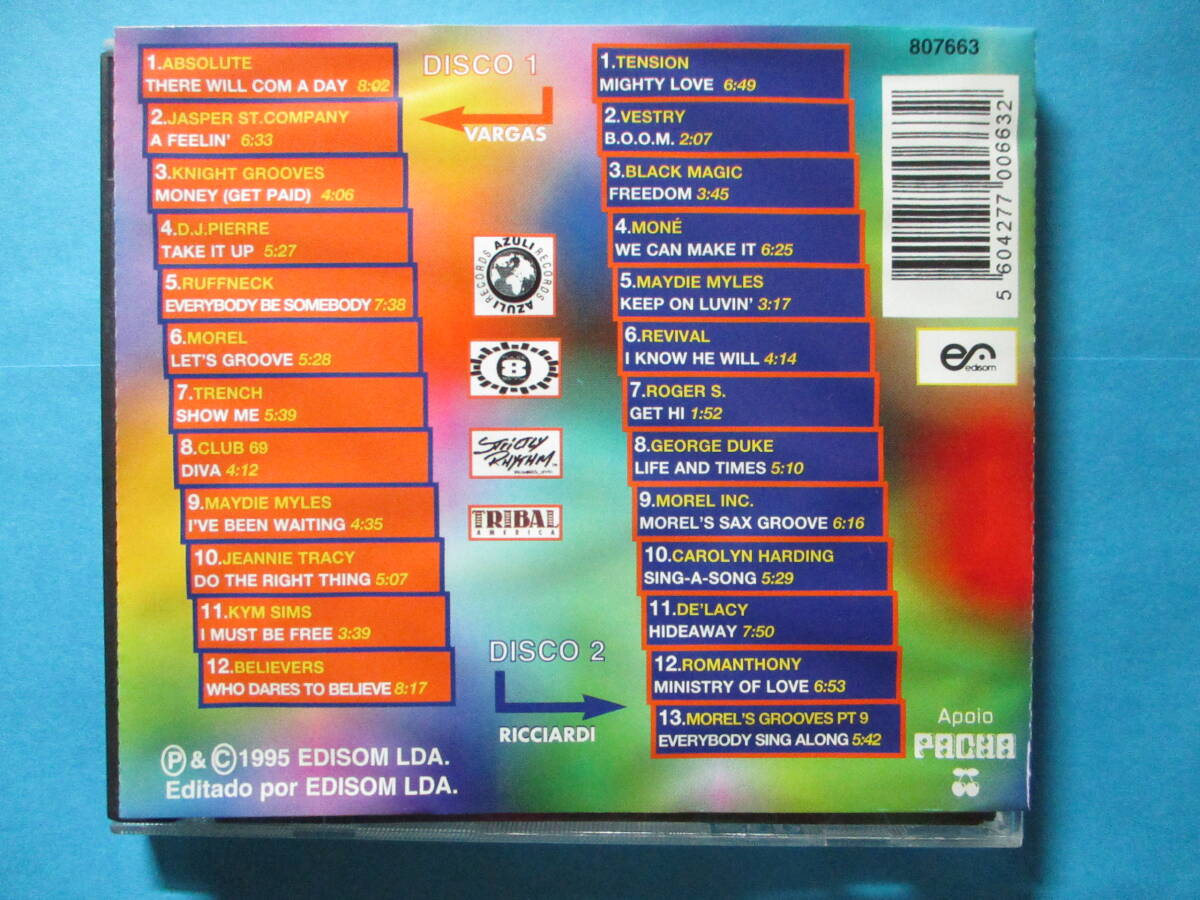 1.ABSOLUTE
THERE WILL COM A DAY 8:02
2.JASPER ST.COMPANY
A FEELIN' 6:33
3.KNIGHT GROOVES
MONEY (GET PAID) 4:06
4.D.J.PIERRE
TAKE IT UP 5:27
5.RUFFNECK
EVERYBODY BE SOMEBODY 7:38
6.MOREL
LET'S GROOVE 5:28
7.TRENCH
SHOW ME 5:39
8.CLUB 69
DIVA 4:12
9.MAYDIE MYLES
I'VE BEEN WAITING 4:35
10.JEANNIE TRACY
DO THE RIGHT THING 5:07
11.KYM SIMS
I MUST BE FREE 3:39
12.BELIEVERS
WHO DARES TO BELIEVE 8:17
DISCO 1
VARGAS
AZULI RECORDS
AZULI RECORDS
8
STRICTLY
RHYTHM
TRIBAL
AMERICA
DISCO 2
RICCIARDI
1.TENSION
MIGHTY LOVE 6:49
2.VESTRY
B.O.O.M. 2:07
3.BLACK MAGIC
FREEDOM 3:45
4.MONÉ
WE CAN MAKE IT 6:25
5.MAYDIE MYLES
KEEP ON LUVIN' 3:17
6.REVIVAL
I KNOW HE WILL 4:14
7.ROGER S.
GET HI 1:52
8.GEORGE DUKE
LIFE AND TIMES 5:10
9.MOREL INC.
MOREL'S SAX GROOVE 6:16
10.CAROLYN HARDING
SING-A-SONG 5:29
11.DE'LACY
HIDEAWAY 7:50
12.ROMANTHONY
MINISTRY OF LOVE 6:53
13.MOREL'S GROOVES PT 9
EVERYBODY SING ALONG 5:42
807663
5 604277 006632
edisom
Apoio
PACHA
Ⓟ & ©1995 EDISOM LDA.
Editado por EDISOM LDA.